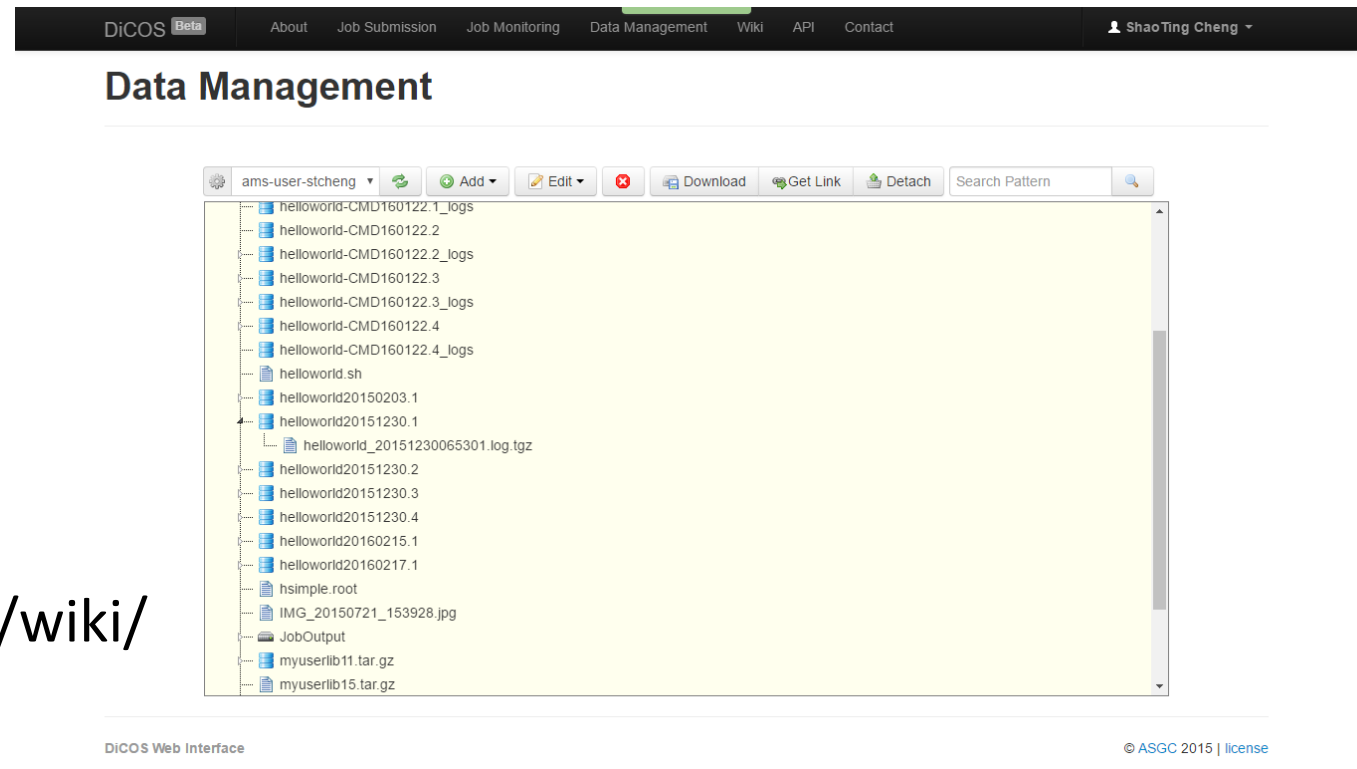 DiCOS Beta About Job Submission Job Monitoring Data Management Wiki API Contact ShaoTing Cheng
Data Management
ams-user-stcheng Add Edit Download Get Link Detach Search Pattern
helloworld-CMD160122.1_logs
helloworld-CMD160122.2
helloworld-CMD160122.2_logs
helloworld-CMD160122.3
helloworld-CMD160122.3_logs
helloworld-CMD160122.4
helloworld-CMD160122.4_logs
helloworld.sh
helloworld20150203.1
helloworld20151230.1
helloworld_20151230065301.log.tgz
helloworld20151230.2
helloworld20151230.3
helloworld20151230.4
helloworld20160215.1
helloworld20160217.1
hsimple.root
/wiki/
IMG_20150721_153928.jpg
JobOutput
myuserlib11.tar.gz
myuserlib15.tar.gz
DiCOS Web Interface © ASGC 2015 | license